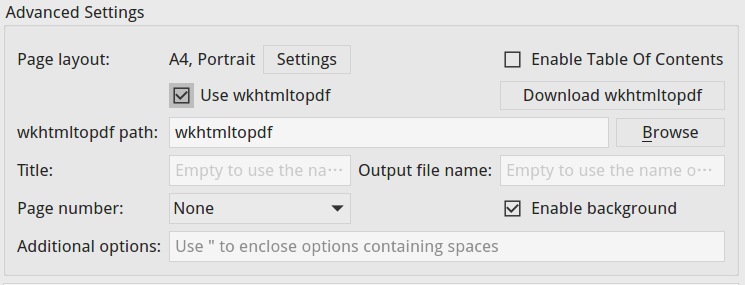 Advanced Settings
Page layout: A4, Portrait Settings Enable Table Of Contents
Use wkhtmltopdf Download wkhtmltopdf
wkhtmltopdf path: wkhtmltopdf Browse
Title: Empty to use the na··· Output file name: Empty to use the name o···
Page number: None Enable background
Additional options: Use " to enclose options containing spaces